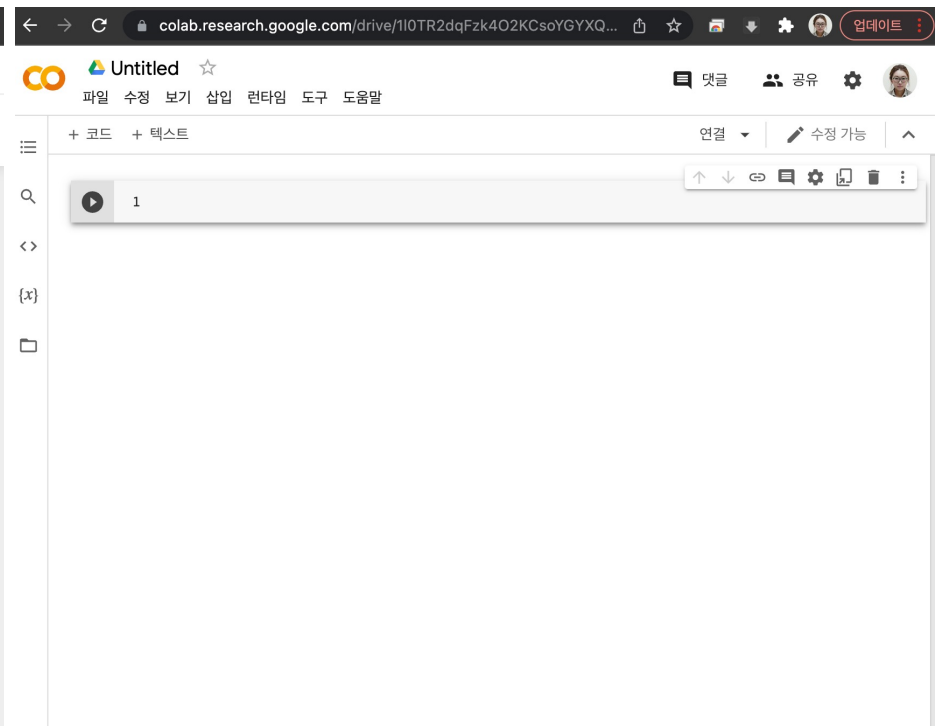 colab.research.google.com/drive/1l0TR2dqFzk4O2KCsoYGYXQ... 업데이트
Untitled
댓글 공유
파일 수정 보기 삽입 런타임 도구 도움말
+ 코드 + 텍스트 연결 수정 가능
1
{x}